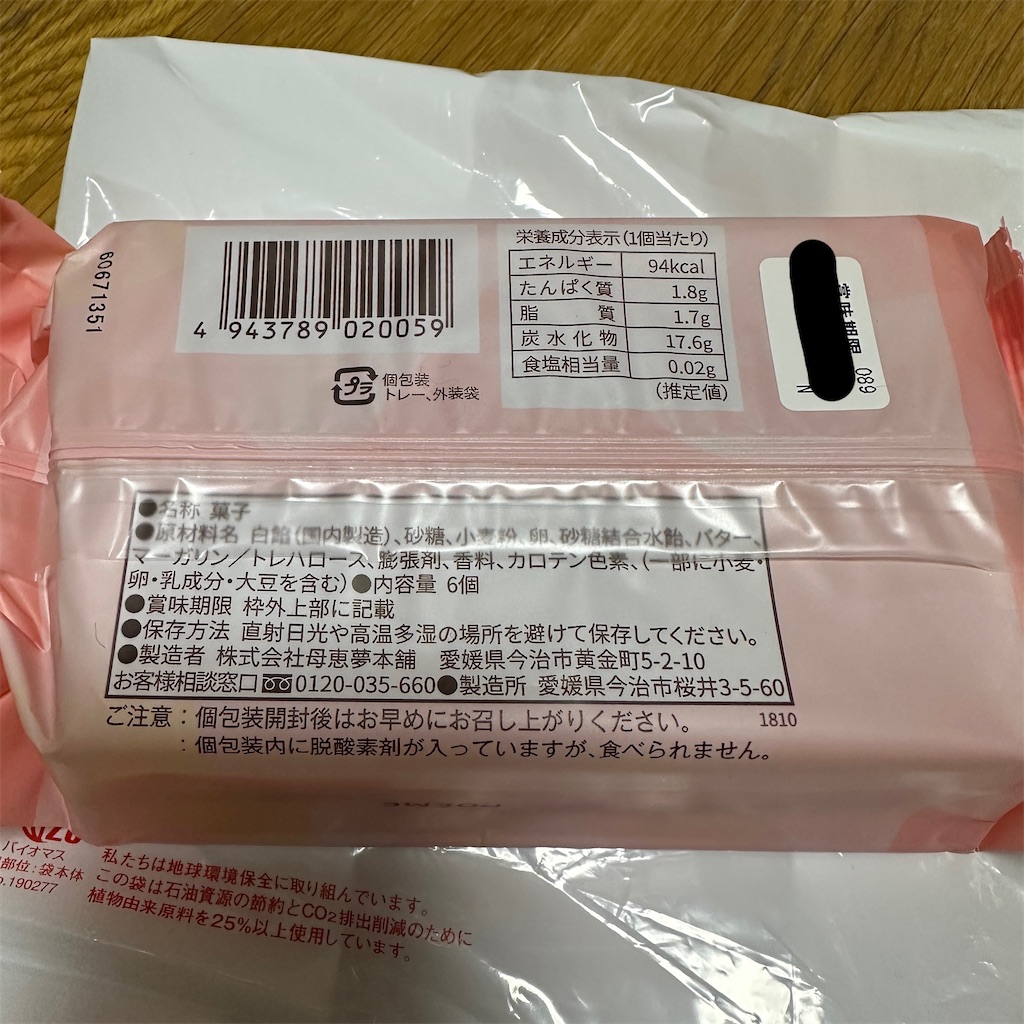 60671351
4 943789 020059
プラ
個包装
トレー、外装袋
栄養成分表示(1個当たり)
エネルギー 94kcal
たんぱく質 1.8g
脂質 1.7g
炭水化物 17.6g
食塩相当量 0.02g
(推定値)
賞味期限
089
N
●名称 菓子
●原材料名 白餡(国内製造)、砂糖、小麦粉、卵、砂糖結合水飴、バター、
マーガリン／トレハロース、膨張剤、香料、カロテン色素、(一部に小麦・
卵・乳成分・大豆を含む)●内容量 6個
●賞味期限 枠外上部に記載
●保存方法 直射日光や高温多湿の場所を避けて保存してください。
●製造者 株式会社母恵夢本舗 愛媛県今治市黄金町5-2-10
お客様相談窓口 0120-035-660●製造所 愛媛県今治市桜井3-5-60
ご注意：個包装開封後はお早めにお召し上がりください。 1810
：個包装内に脱酸素剤が入っていますが、食べられません。
POEME
バイオマス
部位：袋本体
190277
私たちは地球環境保全に取り組んでいます。
この袋は石油資源の節約とCO2排出削減のために
植物由来原料を25%以上使用しています。